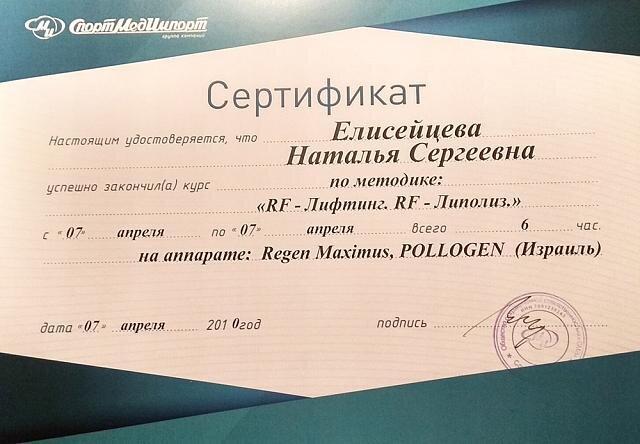 СпортМедИмпорт
группа компаний
Сертификат
Настоящим удостоверяется, что Елисейцева
Наталья Сергеевна
успешно закончил(а) курс по методике:
«RF - Лифтинг. RF - Липолиз.»
с «07» апреля по «07» апреля всего 6 час.
на аппарате: Regen Maximus, POLLOGEN (Израиль)
дата «07» апреля 2010год подпись